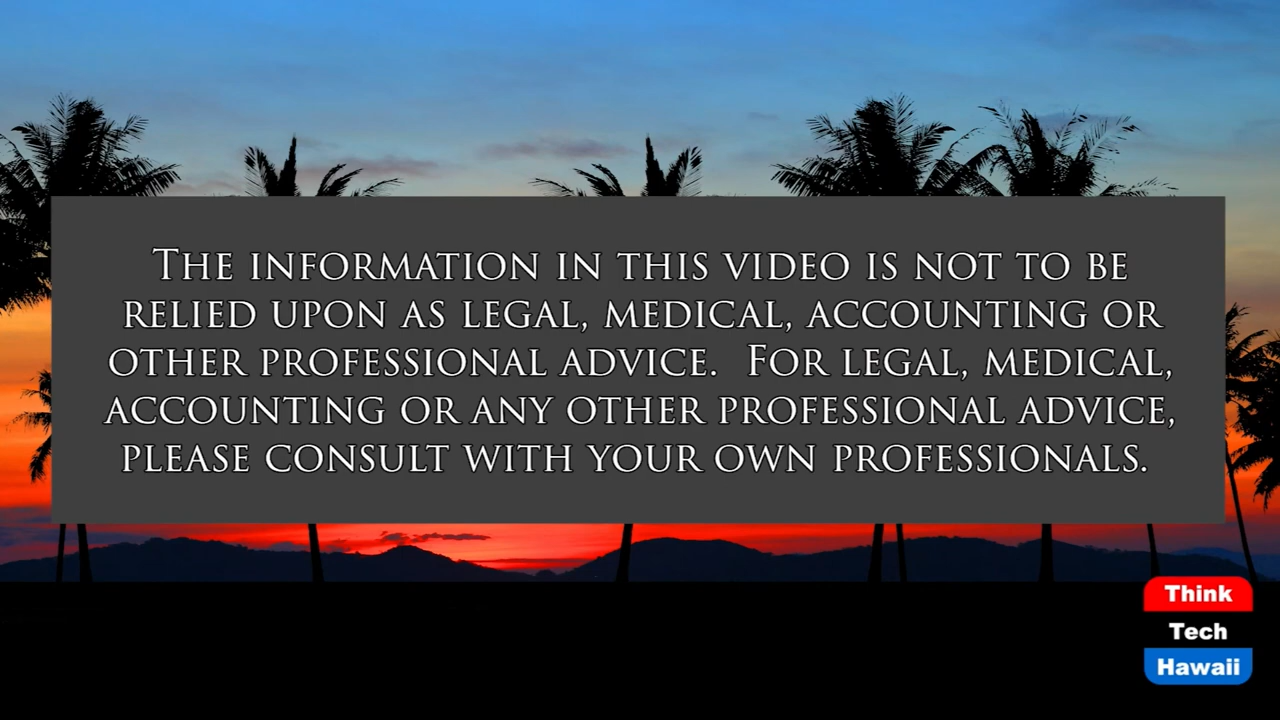 The information in this video is not to be
relied upon as legal, medical, accounting or
other professional advice.  For legal, medical,
accounting or any other professional advice,
please consult with your own professionals.
Think
Tech
Hawaii